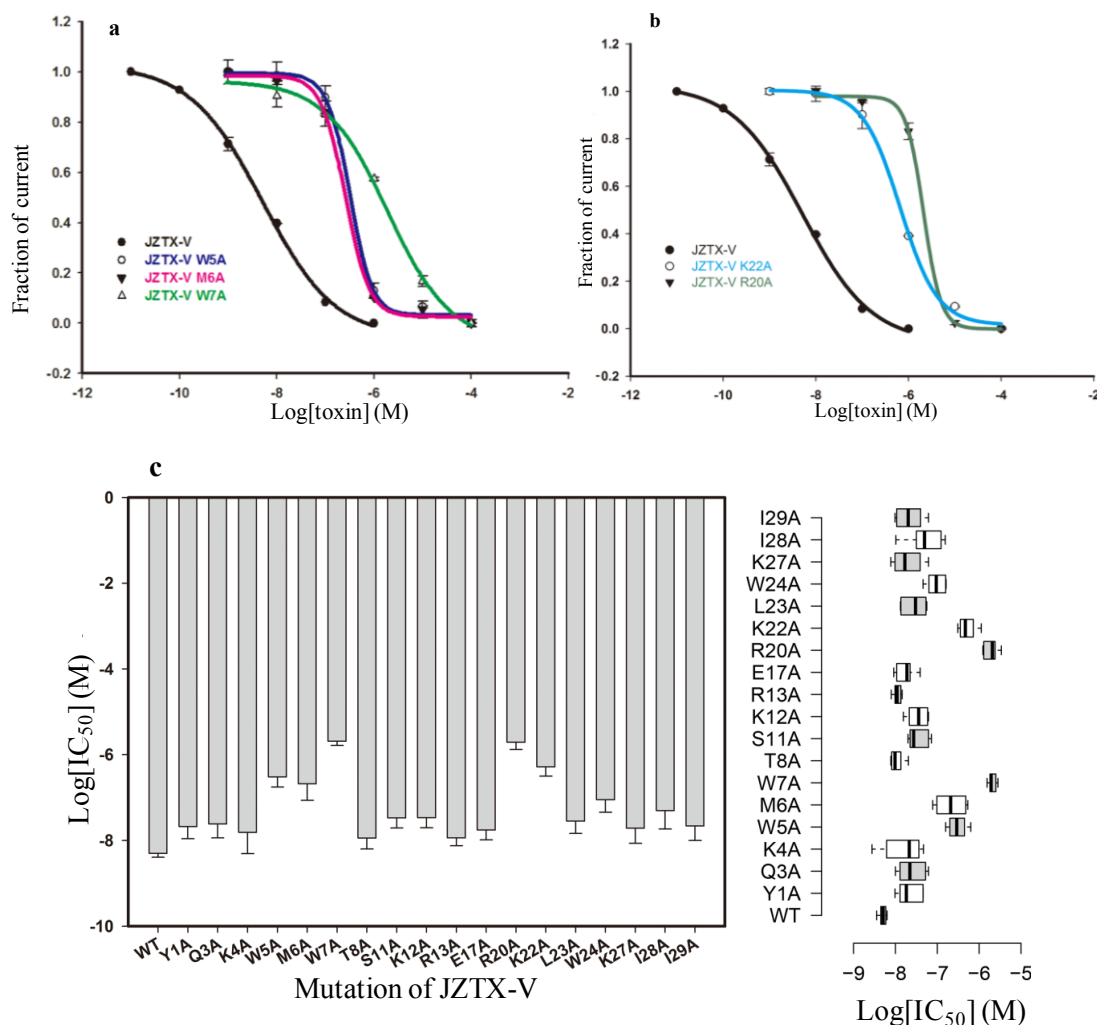 a
1.2
1.0
0.8
0.6
0.4
0.2
0.0
-0.2
Fraction of current
JZTX-V
JZTX-V W5A
JZTX-V M6A
JZTX-V W7A
-12 -10 -8 -6 -4 -2
Log[toxin] (M)
b
1.2
1.0
0.8
0.6
0.4
0.2
0.0
-0.2
Fraction of current
JZTX-V
JZTX-V K22A
JZTX-V R20A
-12 -10 -8 -6 -4 -2
Log[toxin] (M)
c
0
-2
-4
-6
-8
-10
Log[IC50] (M)
WT Y1A Q3A K4A W5A M6A W7A T8A S11A K12A R13A E17A R20A K22A L23A W24A K27A I28A I29A
Mutation of JZTX-V
I29A
I28A
K27A
W24A
L23A
K22A
R20A
E17A
R13A
K12A
S11A
T8A
W7A
M6A
W5A
K4A
Q3A
Y1A
WT
−9 −8 −7 −6 −5
Log[IC50] (M)